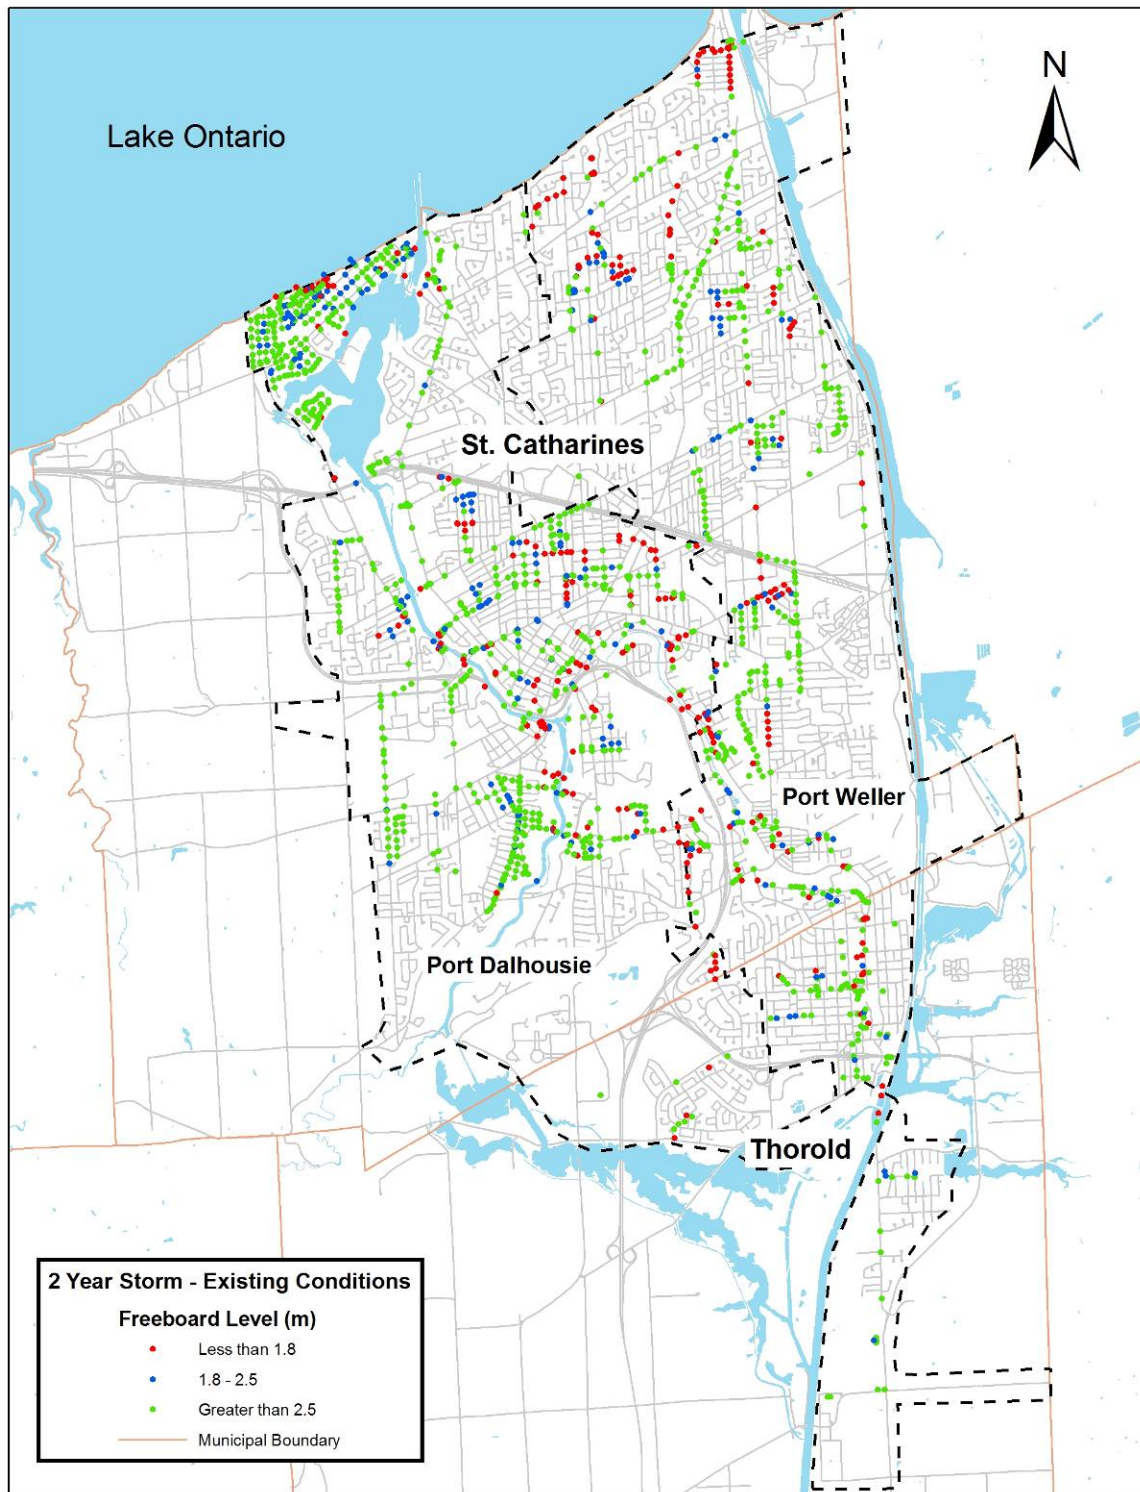 N
Lake Ontario
St. Catharines
Port Weller
Port Dalhousie
Thorold
2 Year Storm - Existing Conditions
Freeboard Level (m)
Less than 1.8
1.8 - 2.5
Greater than 2.5
Municipal Boundary